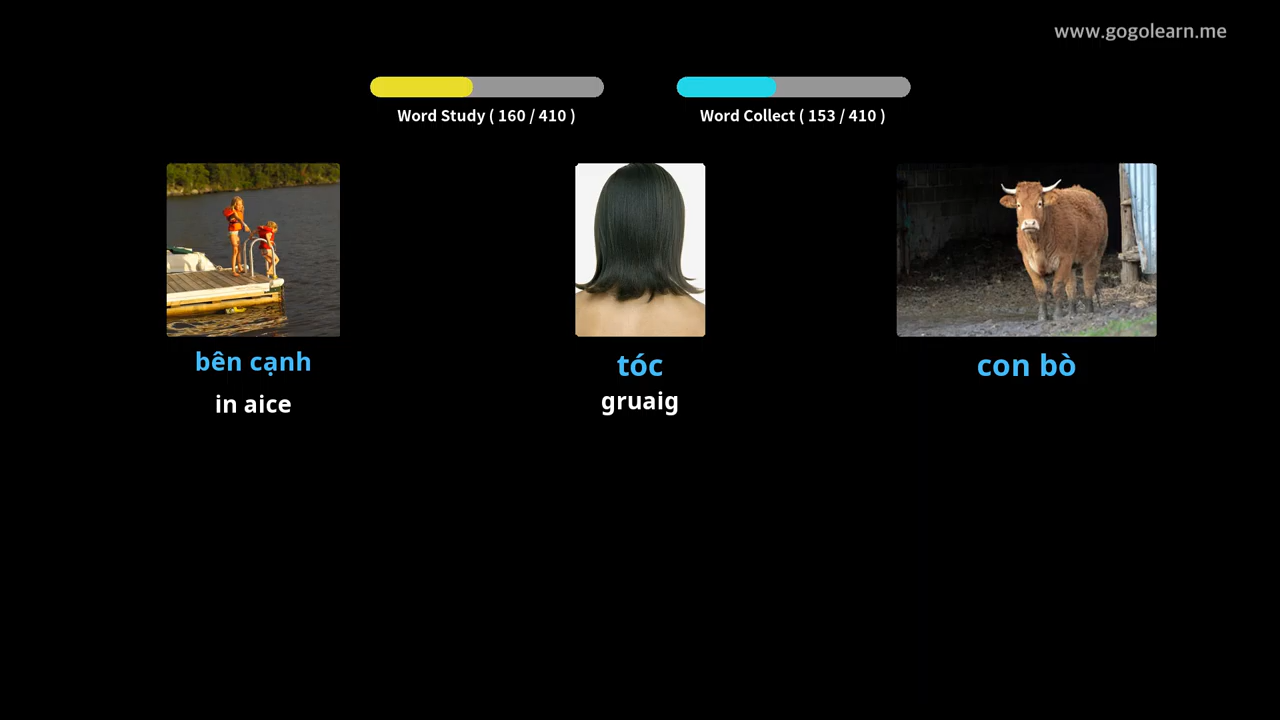 www.gogolearn.me
Word Study ( 160 / 410 )
Word Collect ( 153 / 410 )
bên cạnh
tóc
con bò
in aice
gruaig